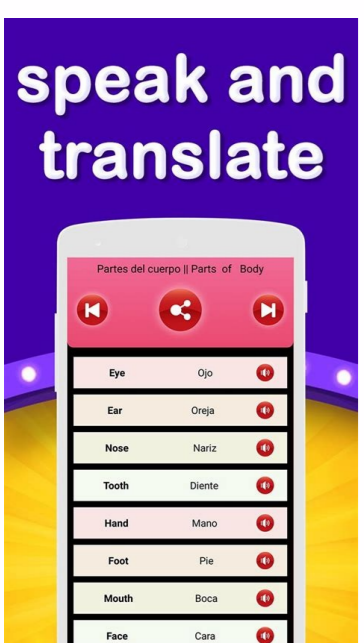 speak and
translate
Partes del cuerpo || Parts of Body
Eye Ojo
Ear Oreja
Nose Nariz
Tooth Diente
Hand Mano
Foot Pie
Mouth Boca
Face Cara